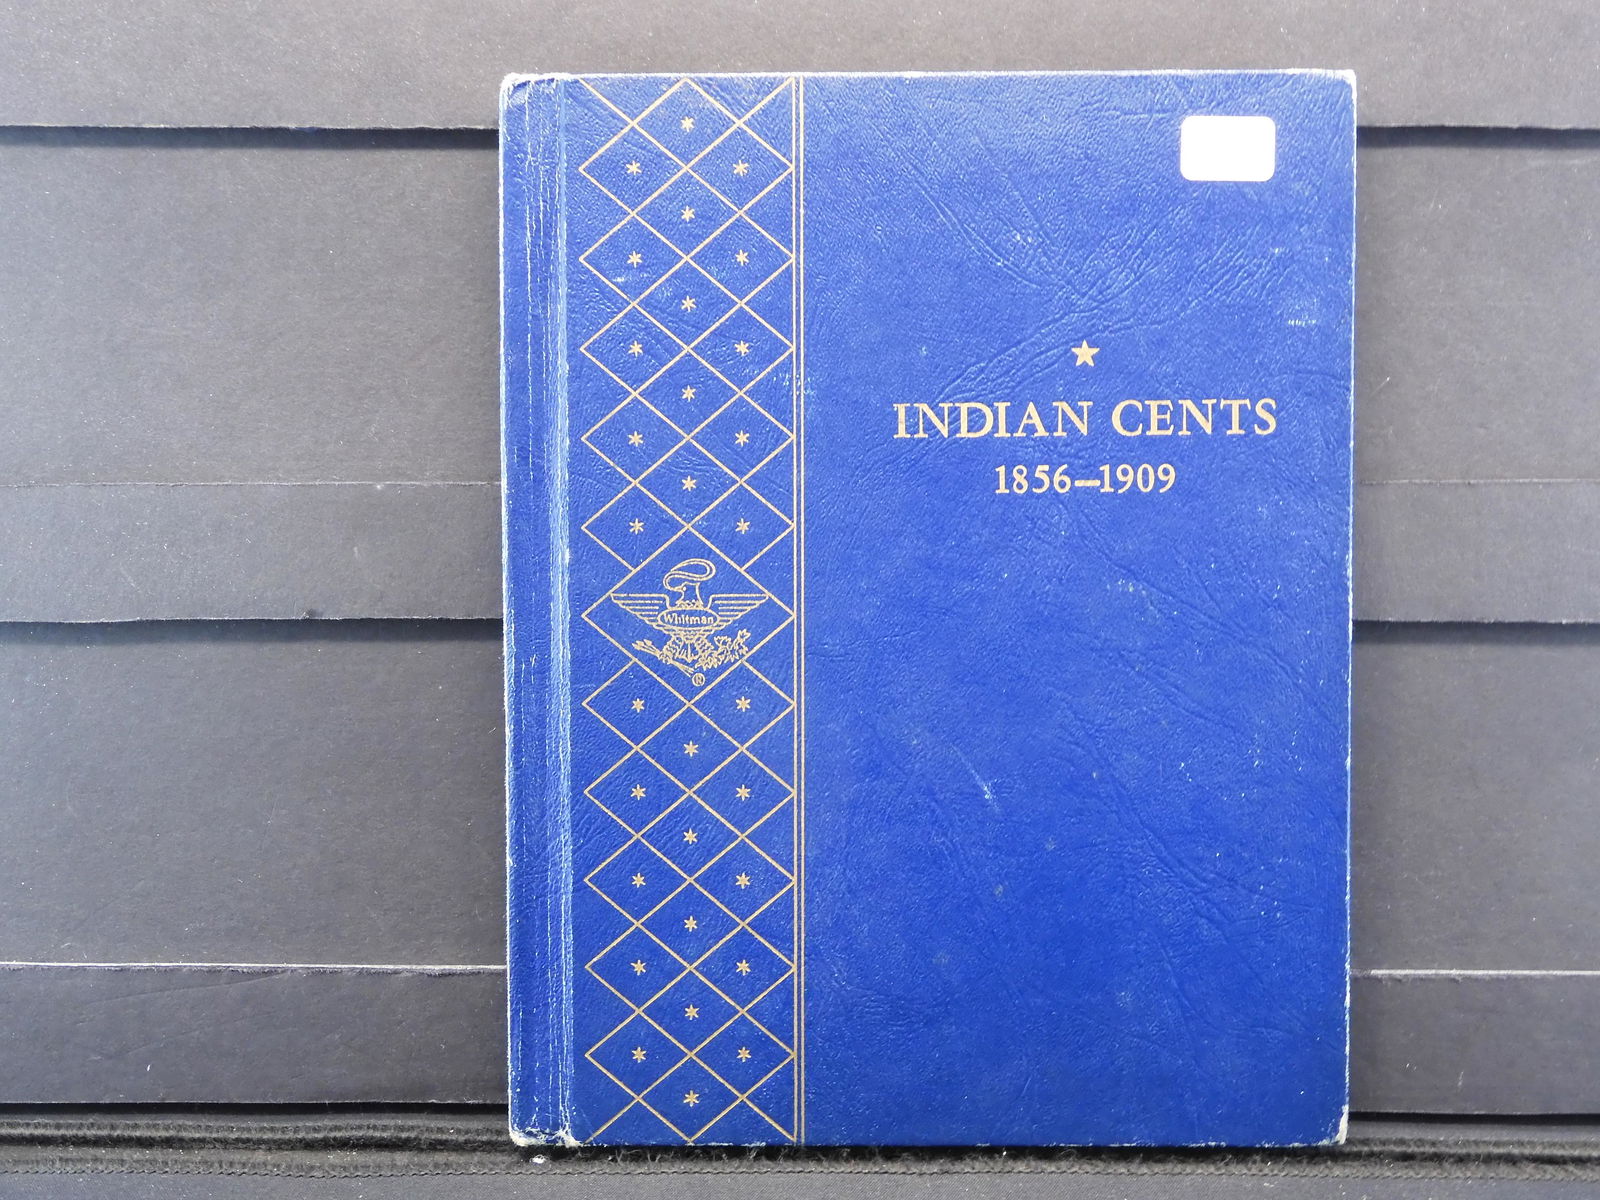 INDIAN CENTS
1856–1909
Whitman
®